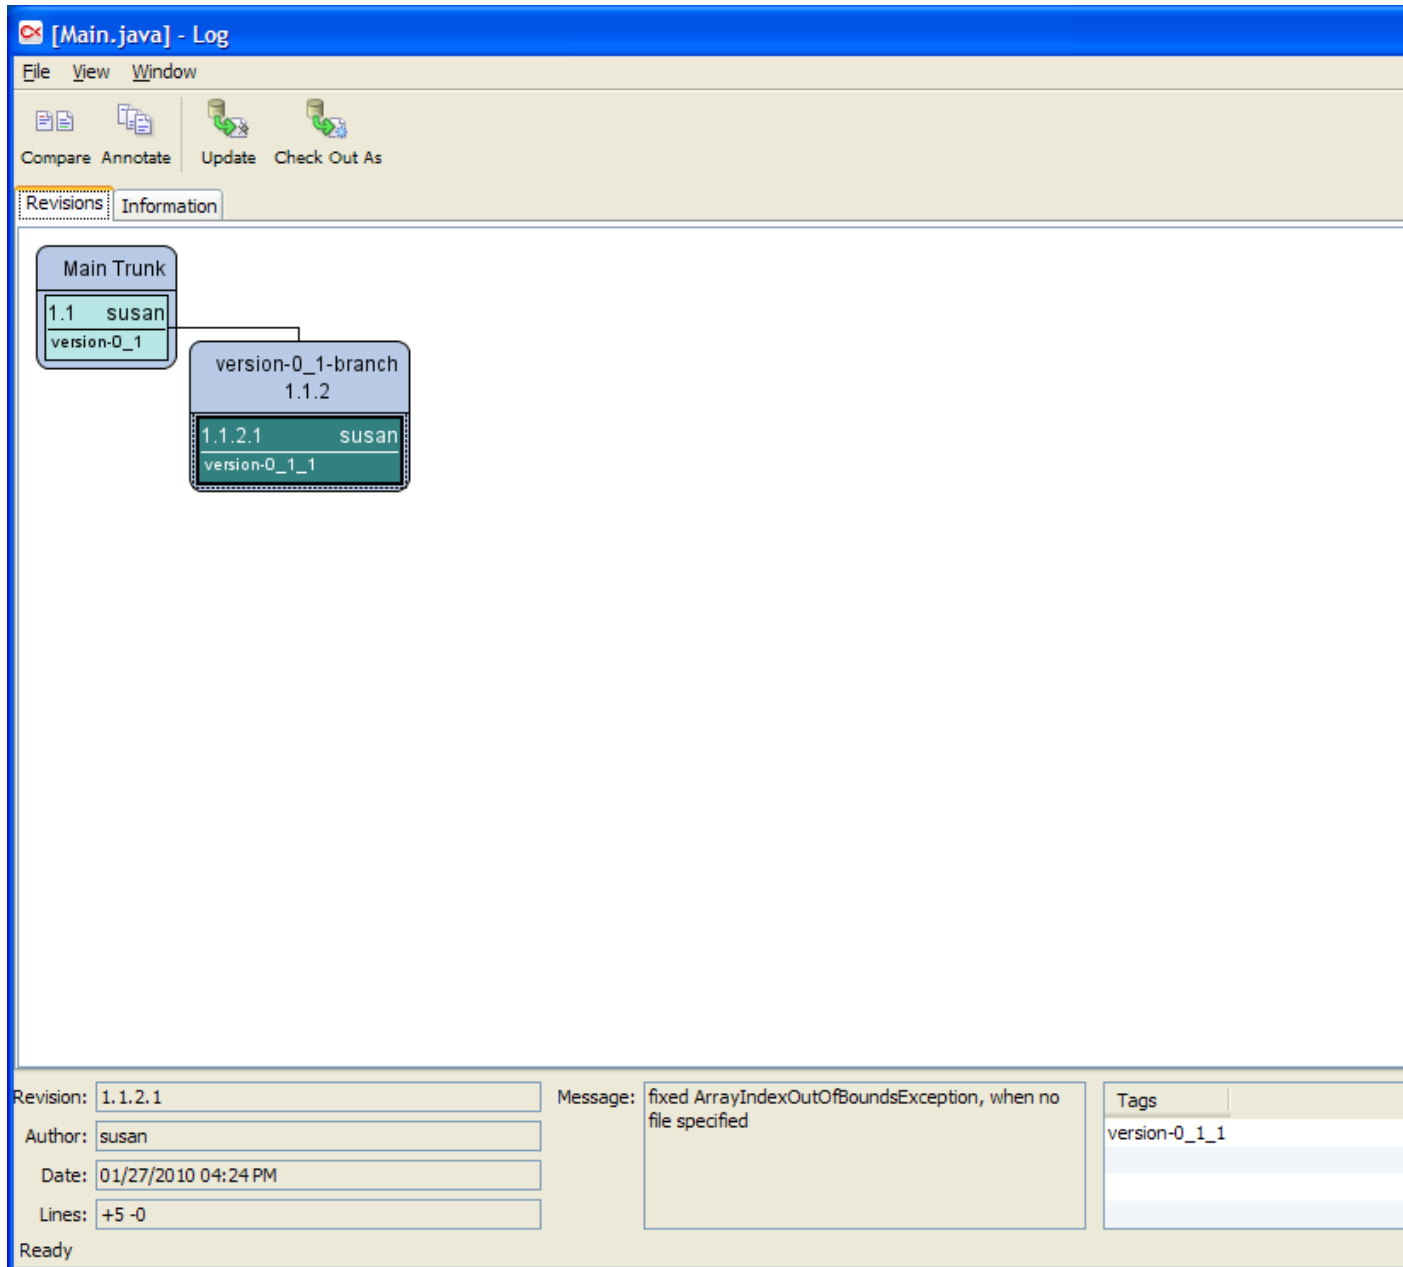 [Main.java] - Log
File View Window
Compare Annotate Update Check Out As
Revisions Information
Main Trunk
1.1 susan
version-0_1
version-0_1-branch
1.1.2
1.1.2.1 susan
version-0_1_1
Revision: 1.1.2.1
Author: susan
Date: 01/27/2010 04:24 PM
Lines: +5 -0
Message: fixed ArrayIndexOutOfBoundsException, when no
file specified
Tags
version-0_1_1
Ready